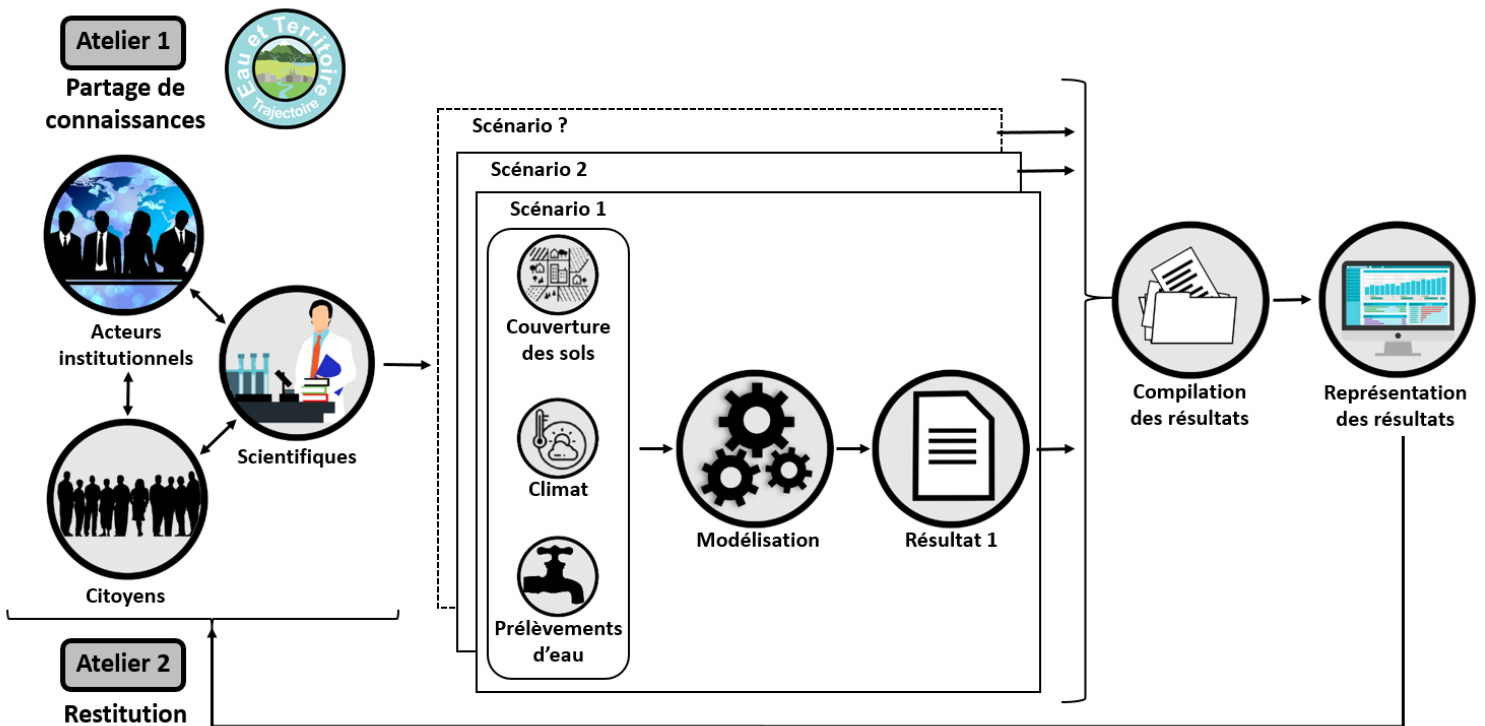 Atelier 1
Partage de
connaissances
Eau et Territoire
Trajectoire
Acteurs
institutionnels
Scientifiques
Citoyens
Atelier 2
Restitution
Scénario ?
Scénario 2
Scénario 1
Couverture
des sols
Climat
Prélèvements
d’eau
Modélisation
Résultat 1
Compilation
des résultats
Représentation
des résultats